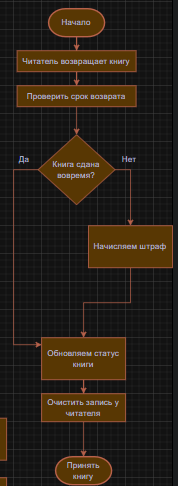 Начало
Читатель возвращает книгу
Проверить срок возврата
Да
Нет
Книга сдана
вовремя?
Начисляем штраф
Обновляем статус
книги
Очистить запись у
читателя
Принять
книгу